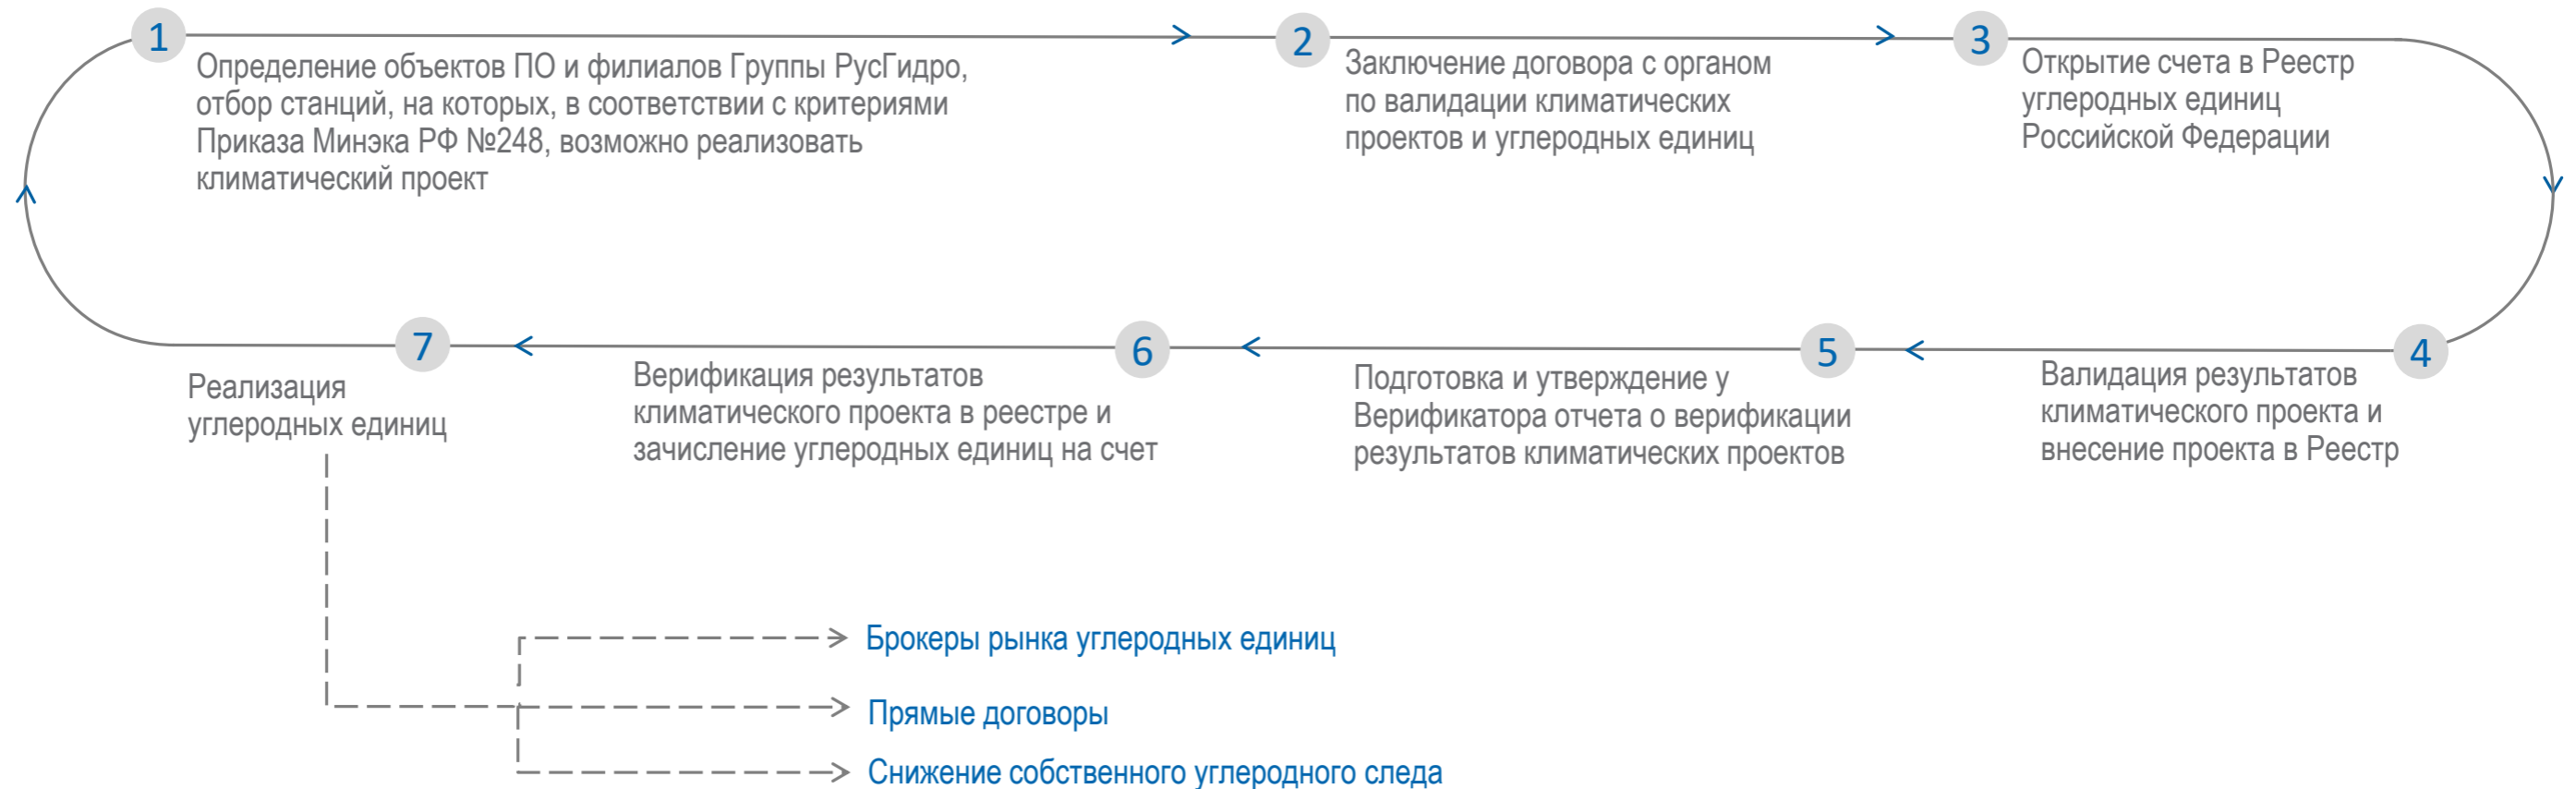 1
Определение объектов ПО и филиалов Группы РусГидро,
отбор станций, на которых, в соответствии с критериями
Приказа Минэка РФ №248, возможно реализовать
климатический проект
2
Заключение договора с органом
по валидации климатических
проектов и углеродных единиц
3
Открытие счета в Реестр
углеродных единиц
Российской Федерации
4
Валидация результатов
климатического проекта и
внесение проекта в Реестр
5
Подготовка и утверждение у
Верификатора отчета о верификации
результатов климатических проектов
6
Верификация результатов
климатического проекта в реестре и
зачисление углеродных единиц на счет
7
Реализация
углеродных единиц
Брокеры рынка углеродных единиц
Прямые договоры
Снижение собственного углеродного следа